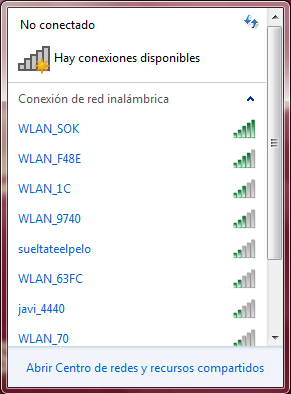 No conectado
Hay conexiones disponibles
Conexión de red inalámbrica
WLAN_SOK
WLAN_F48E
WLAN_1C
WLAN_9740
sueltateelpelo
WLAN_63FC
javi_4440
WLAN_70
Abrir Centro de redes y recursos compartidos